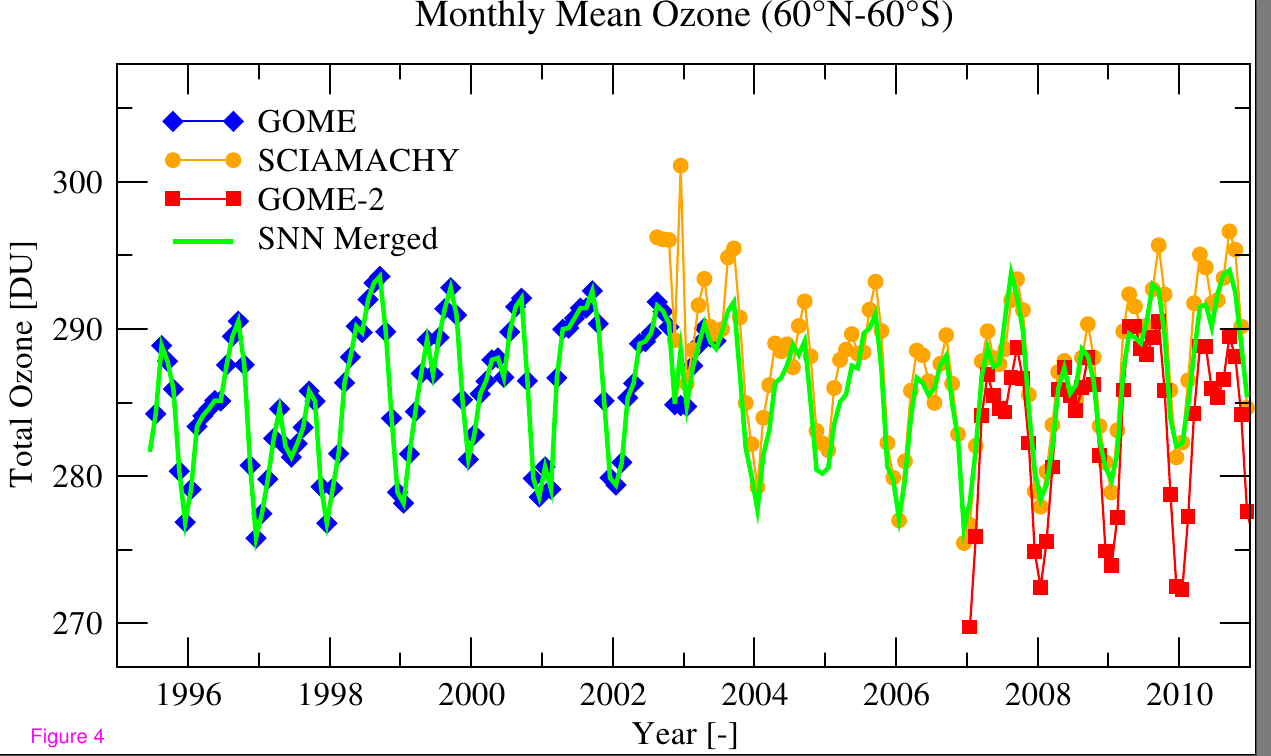 Monthly Mean Ozone (60°N-60°S)
GOME
SCIAMACHY
GOME-2
SNN Merged
Total Ozone [DU]
300
290
280
270
1996 1998 2000 2002 2004 2006 2008 2010
Year [-]
Figure 4